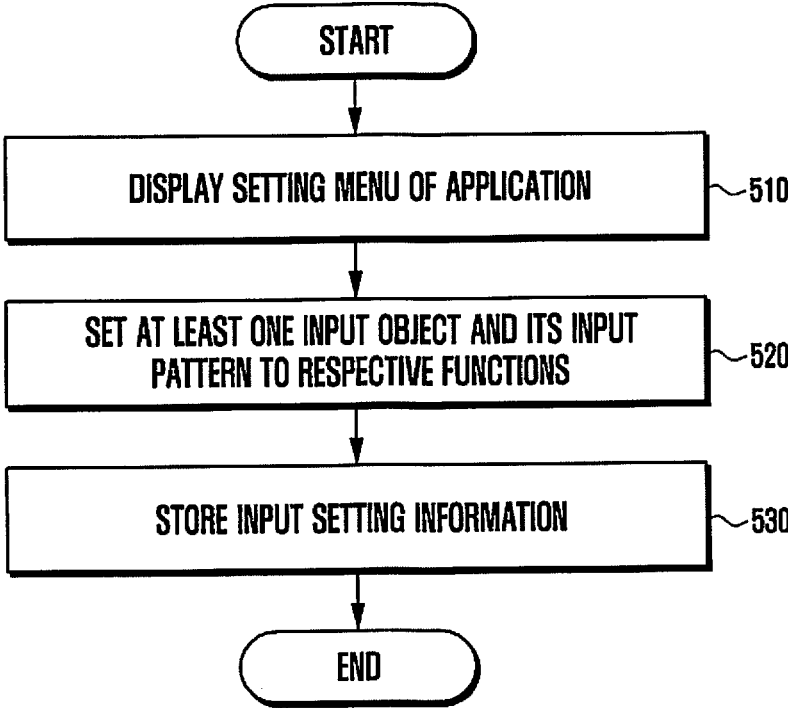 START
DISPLAY SETTING MENU OF APPLICATION
510
SET AT LEAST ONE INPUT OBJECT AND ITS INPUT
PATTERN TO RESPECTIVE FUNCTIONS
520
STORE INPUT SETTING INFORMATION
530
END